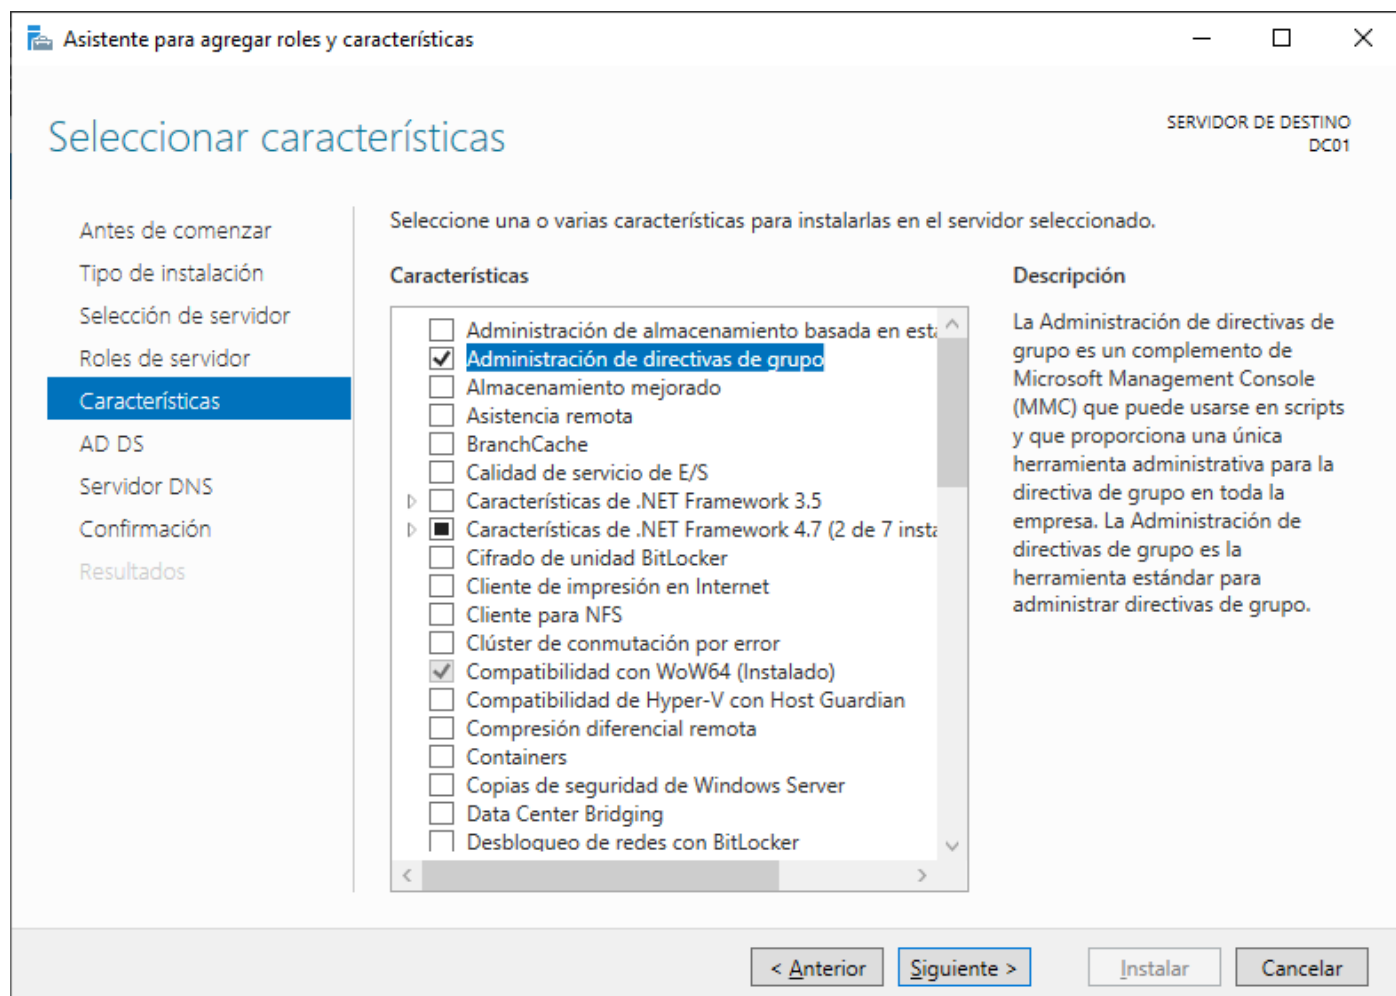 Asistente para agregar roles y características
Seleccionar características
SERVIDOR DE DESTINO
DC01
Antes de comenzar
Tipo de instalación
Selección de servidor
Roles de servidor
Características
AD DS
Servidor DNS
Confirmación
Resultados
Seleccione una o varias características para instalarlas en el servidor seleccionado.
Características
Administración de almacenamiento basada en está
Administración de directivas de grupo
Almacenamiento mejorado
Asistencia remota
BranchCache
Calidad de servicio de E/S
Características de .NET Framework 3.5
Características de .NET Framework 4.7 (2 de 7 insta
Cifrado de unidad BitLocker
Cliente de impresión en Internet
Cliente para NFS
Clúster de conmutación por error
Compatibilidad con WoW64 (Instalado)
Compatibilidad de Hyper-V con Host Guardian
Compresión diferencial remota
Containers
Copias de seguridad de Windows Server
Data Center Bridging
Desbloqueo de redes con BitLocker
Descripción
La Administración de directivas de
grupo es un complemento de
Microsoft Management Console
(MMC) que puede usarse en scripts
y que proporciona una única
herramienta administrativa para la
directiva de grupo en toda la
empresa. La Administración de
directivas de grupo es la
herramienta estándar para
administrar directivas de grupo.
< Anterior
Siguiente >
Instalar
Cancelar